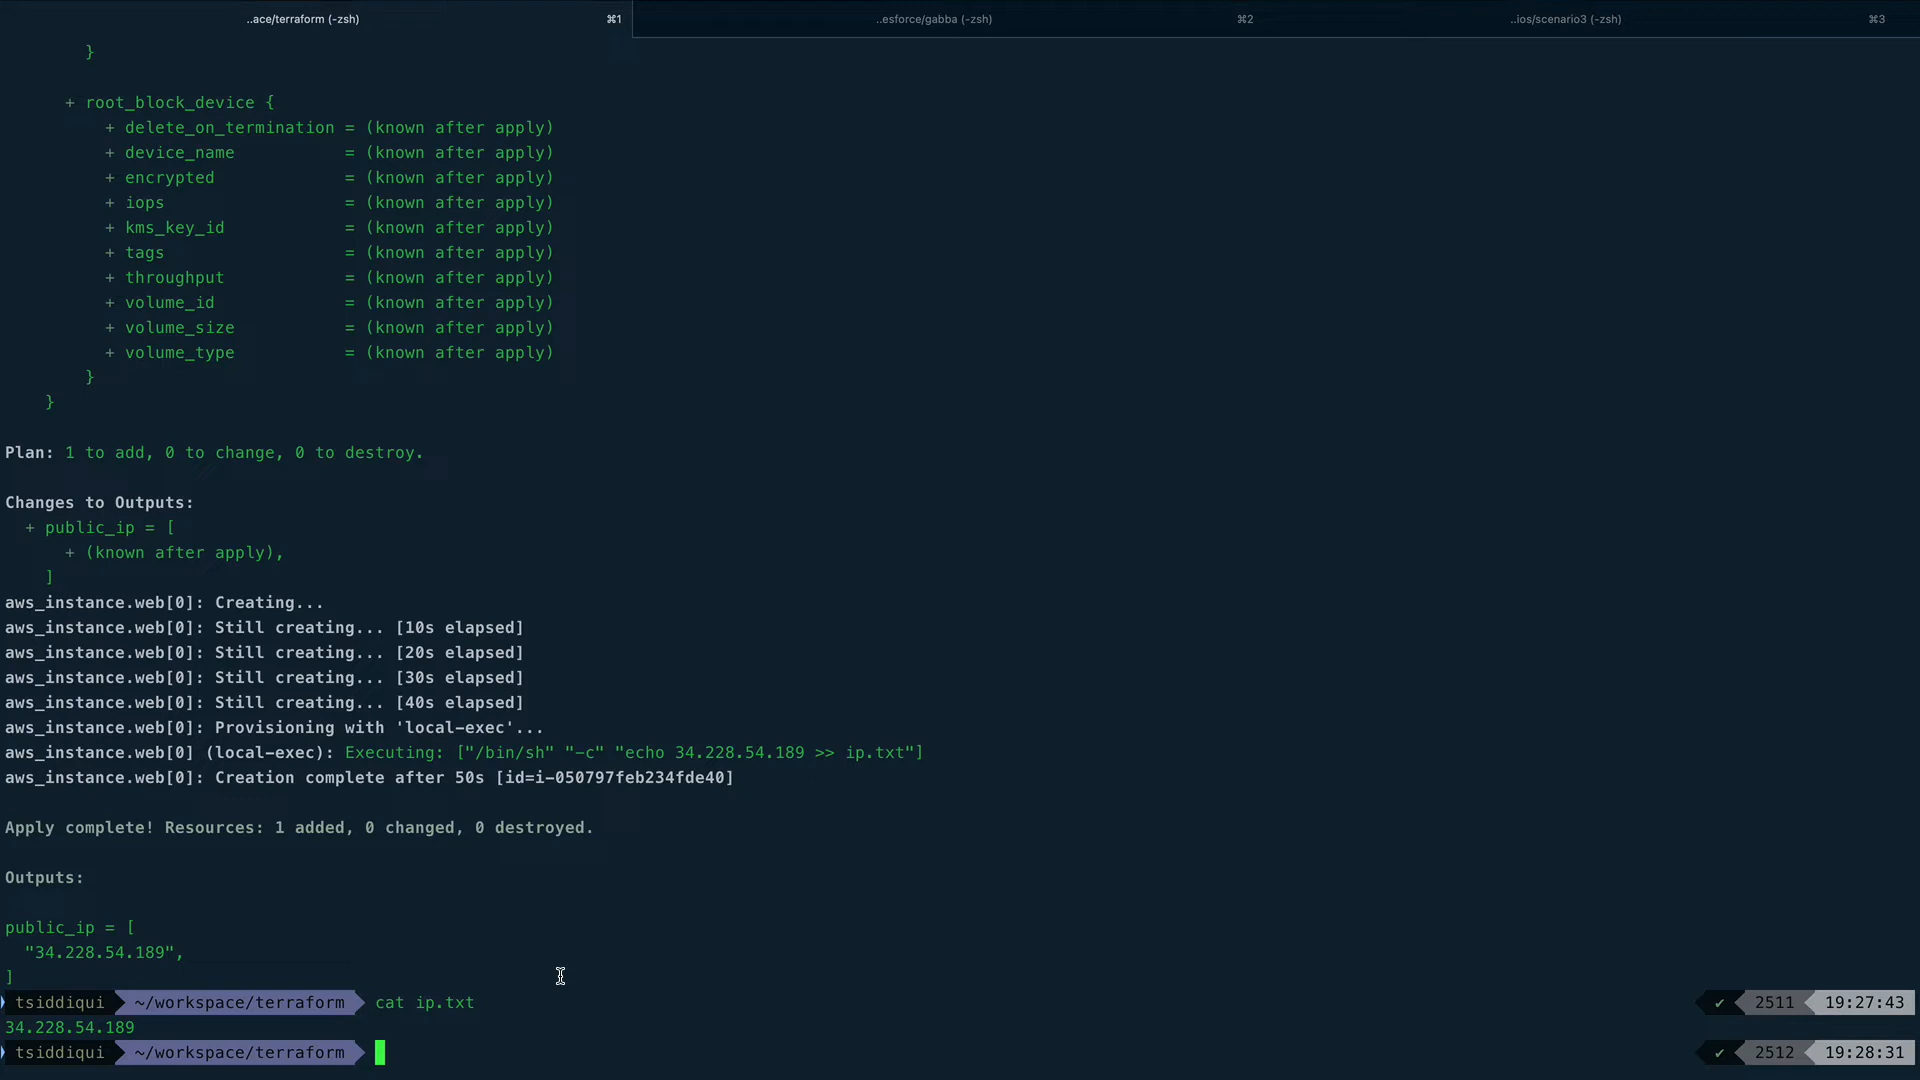 ..ace/terraform (-zsh) ⌘1 ..esforce/gabba (-zsh) ⌘2 ..ios/scenario3 (-zsh) ⌘3
}
+ root_block_device {
+ delete_on_termination = (known after apply)
+ device_name = (known after apply)
+ encrypted = (known after apply)
+ iops = (known after apply)
+ kms_key_id = (known after apply)
+ tags = (known after apply)
+ throughput = (known after apply)
+ volume_id = (known after apply)
+ volume_size = (known after apply)
+ volume_type = (known after apply)
}
}
Plan: 1 to add, 0 to change, 0 to destroy.
Changes to Outputs:
+ public_ip = [
+ (known after apply),
]
aws_instance.web[0]: Creating...
aws_instance.web[0]: Still creating... [10s elapsed]
aws_instance.web[0]: Still creating... [20s elapsed]
aws_instance.web[0]: Still creating... [30s elapsed]
aws_instance.web[0]: Still creating... [40s elapsed]
aws_instance.web[0]: Provisioning with 'local-exec'...
aws_instance.web[0] (local-exec): Executing: ["/bin/sh" "-c" "echo 34.228.54.189 >> ip.txt"]
aws_instance.web[0]: Creation complete after 50s [id=i-050797feb234fde40]
Apply complete! Resources: 1 added, 0 changed, 0 destroyed.
Outputs:
public_ip = [
"34.228.54.189",
]
tsiddiqui ~/workspace/terraform cat ip.txt ✔ 2511 19:27:43
34.228.54.189
tsiddiqui ~/workspace/terraform ✔ 2512 19:28:31